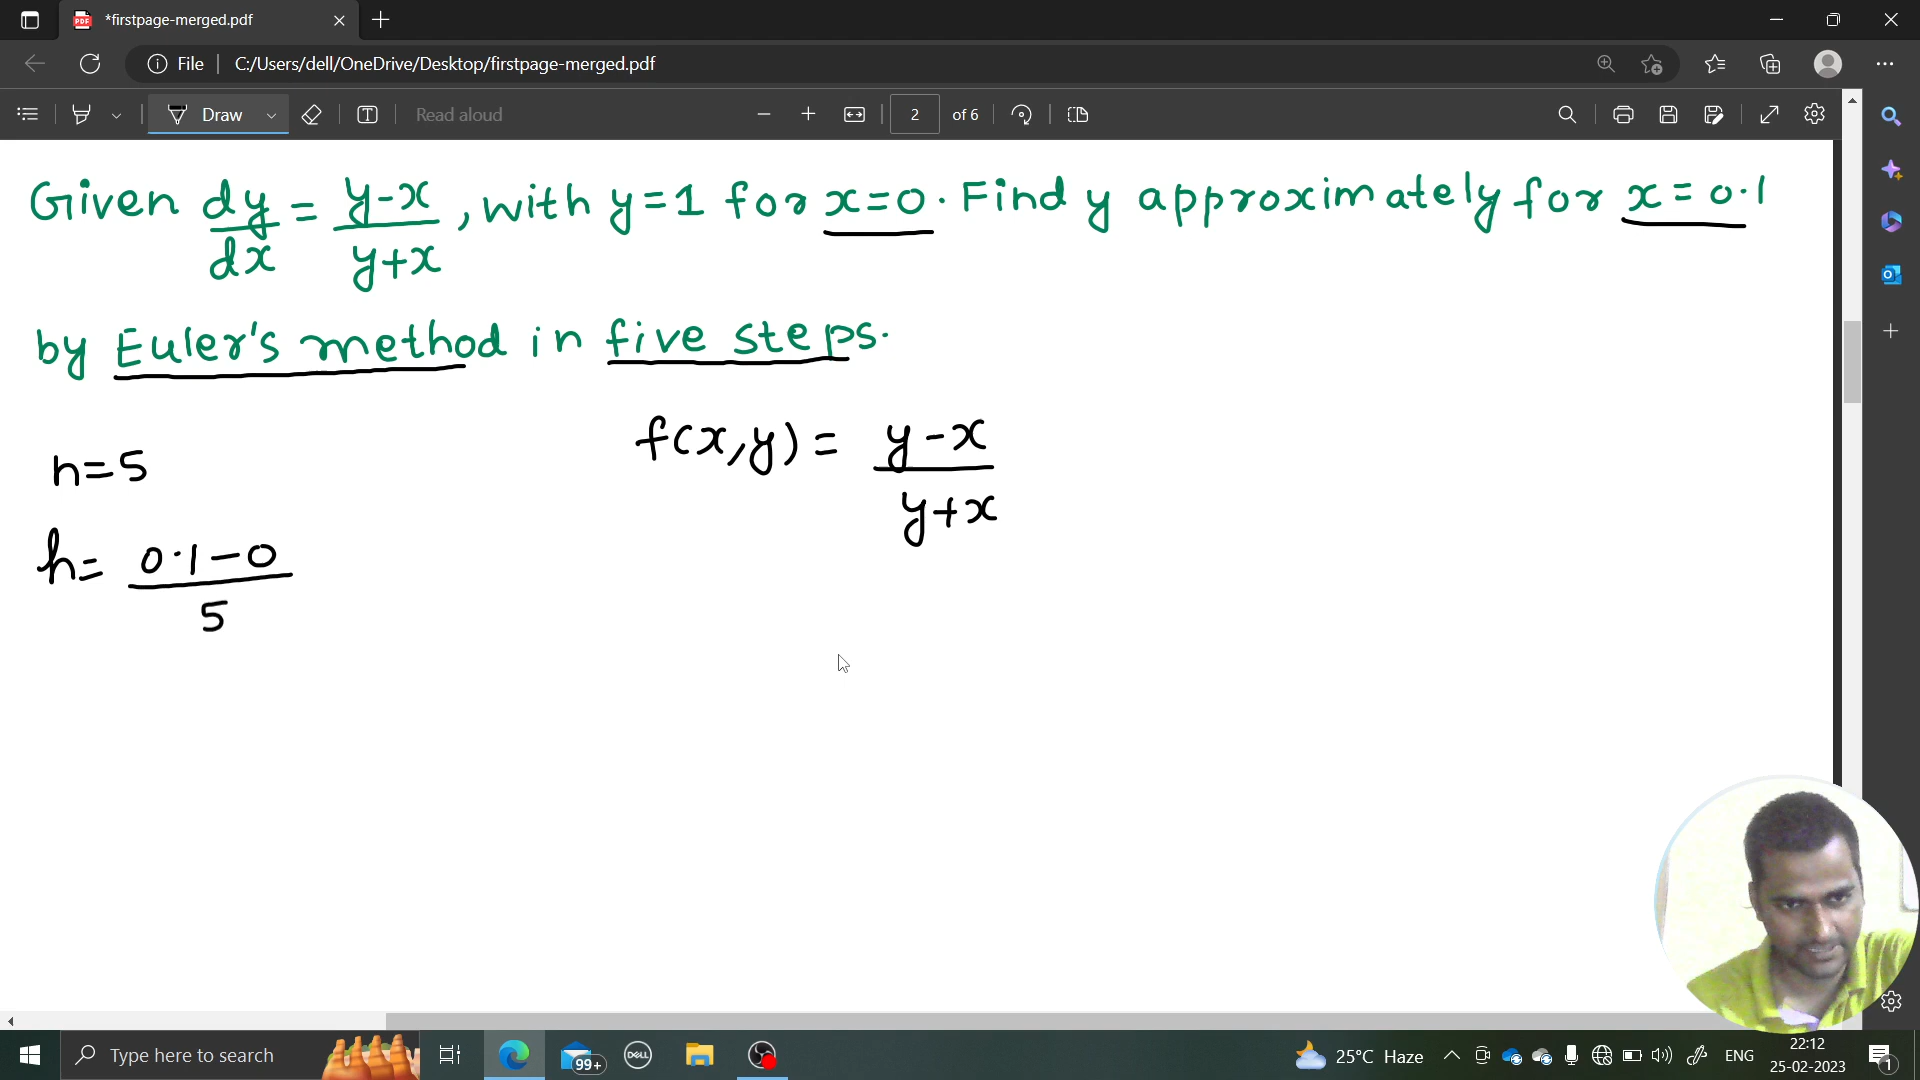 *firstpage-merged.pdf
File | C:/Users/dell/OneDrive/Desktop/firstpage-merged.pdf
Draw
Read aloud
2 of 6
Given dy/dx = y-x/y+x, with y=1 for x=0. Find y approximately for x=0.1
by Euler's method in five steps.
f(x,y) = y-x/y+x
n=5
h= 0.1-0/5
Type here to search
99+
DELL
25°C Haze
ENG
22:12
25-02-2023
1